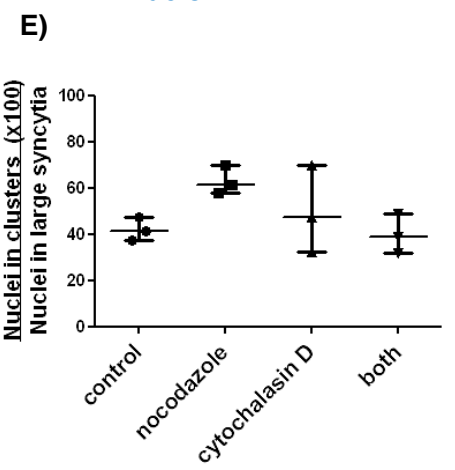 E)
Nuclei in clusters (x100)
Nuclei in large syncytia
100
80
60
40
20
0
control
nocodazole
cytochalasin D
both